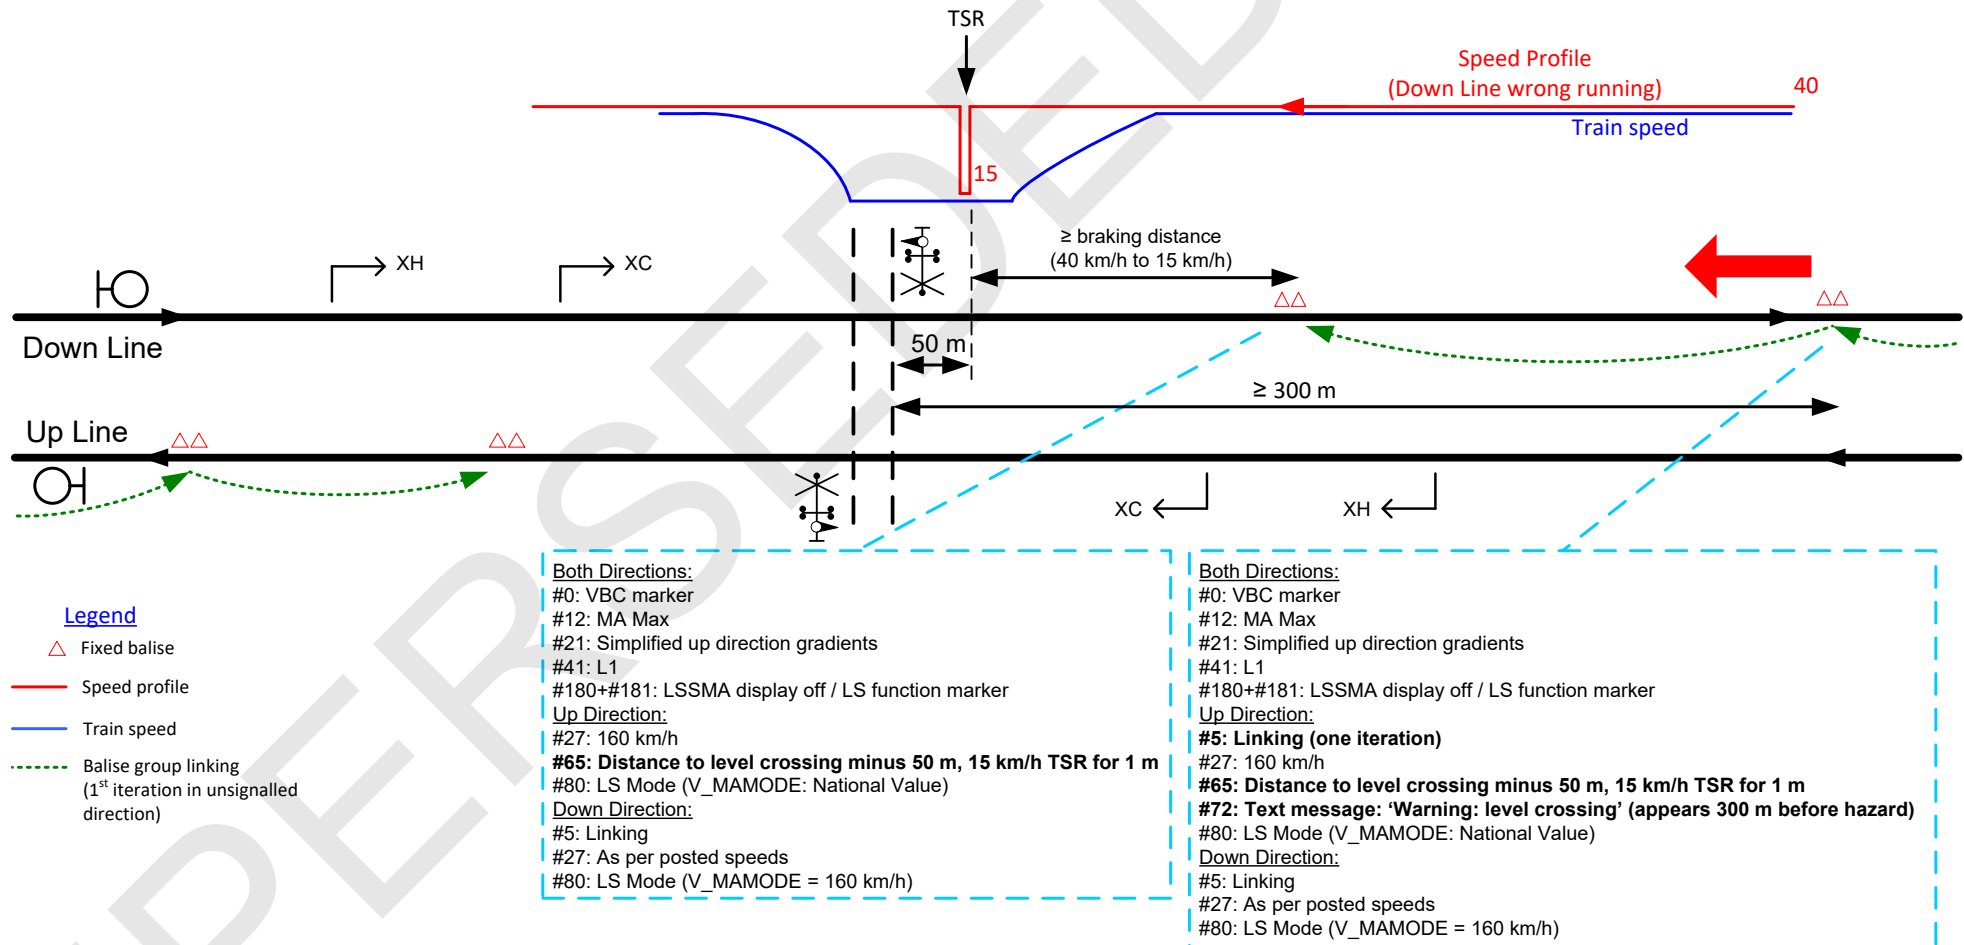 TSR
Speed Profile
(Down Line wrong running)
40
Train speed
15
≥ braking distance
(40 km/h to 15 km/h)
XH
XC
Down Line
50 m
≥ 300 m
Up Line
XC
XH
Legend
Fixed balise
Speed profile
Train speed
Balise group linking
(1st iteration in unsignalled
direction)
Both Directions:
#0: VBC marker
#12: MA Max
#21: Simplified up direction gradients
#41: L1
#180+#181: LSSMA display off / LS function marker
Up Direction:
#27: 160 km/h
#65: Distance to level crossing minus 50 m, 15 km/h TSR for 1 m
#80: LS Mode (V_MAMODE: National Value)
Down Direction:
#5: Linking
#27: As per posted speeds
#80: LS Mode (V_MAMODE = 160 km/h)
Both Directions:
#0: VBC marker
#12: MA Max
#21: Simplified up direction gradients
#41: L1
#180+#181: LSSMA display off / LS function marker
Up Direction:
#5: Linking (one iteration)
#27: 160 km/h
#65: Distance to level crossing minus 50 m, 15 km/h TSR for 1 m
#72: Text message: ‘Warning: level crossing’ (appears 300 m before hazard)
#80: LS Mode (V_MAMODE: National Value)
Down Direction:
#5: Linking
#27: As per posted speeds
#80: LS Mode (V_MAMODE = 160 km/h)
PERSEDED